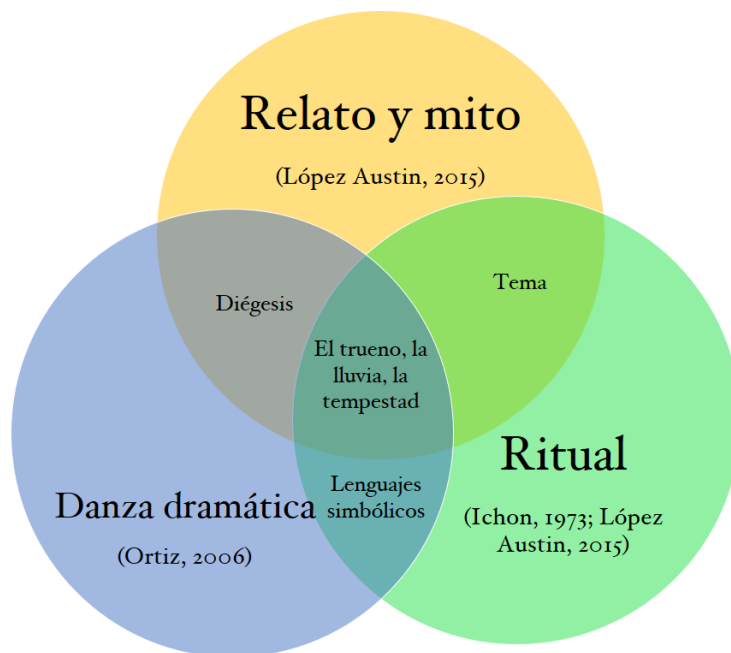 Relato y mito
(López Austin, 2015)
Diégesis
Tema
El trueno, la
lluvia, la
tempestad
Ritual
(Ichon, 1973; López
Austin, 2015)
Danza dramática
(Ortiz, 2006)
Lenguajes
simbólicos